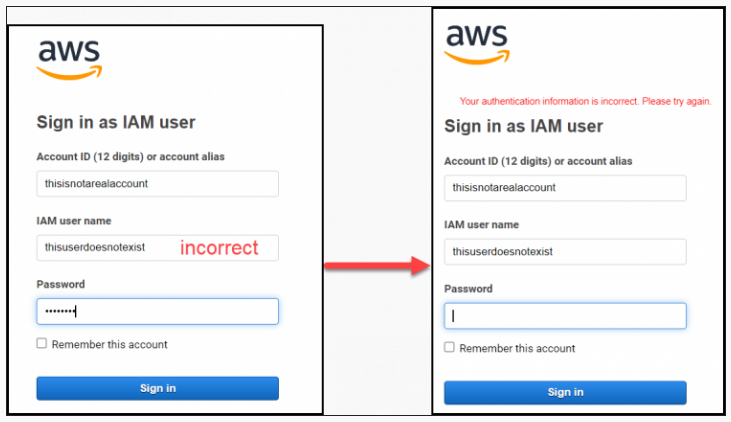 aws
Sign in as IAM user
Account ID (12 digits) or account alias
thisisnotarealaccount
IAM user name
thisuserdoesnotexist incorrect
Password
••••••••
Remember this account
Sign in
aws
Your authentication information is incorrect. Please try again.
Sign in as IAM user
Account ID (12 digits) or account alias
thisisnotarealaccount
IAM user name
thisuserdoesnotexist
Password
Remember this account
Sign in